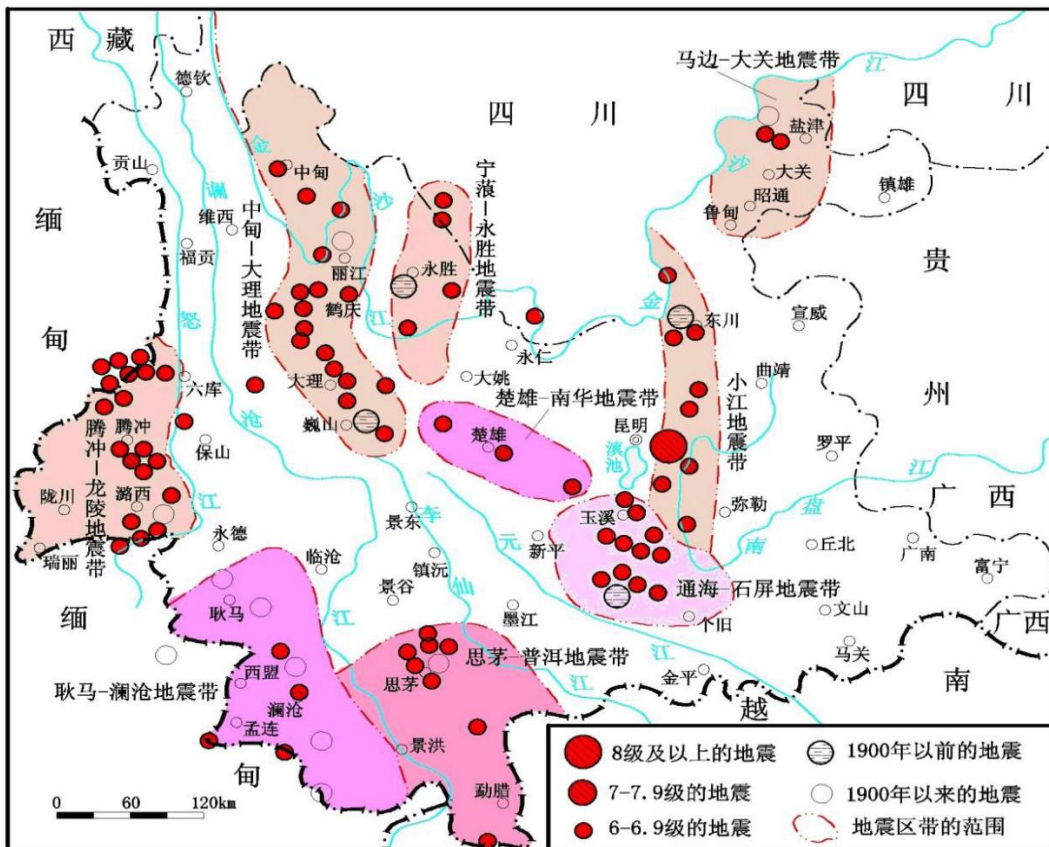 西藏
德钦
贡山
维西
福贡
缅
甸
怒
澜
沧
江
江
金
沙
江
中甸
中甸—大理地震带
丽江
鹤庆
大理
巍山
四川
宁蒗—永胜地震带
永胜
永仁
大姚
马边-大关地震带
江
四川
盐津
大关
昭通
鲁甸
镇雄
沙
金
贵
州
宣威
东川
小江地震带
曲靖
楚雄-南华地震带
楚雄
昆明
滇池
罗平
江
广西
六库
腾冲
腾冲—龙陵地震带
保山
陇川
潞西
瑞丽
永德
景东
临沧
镇沅
景谷
新平
玉溪
弥勒
盘
南
丘北
广南
富宁
把
仙
江
元
江
墨江
通海-石屏地震带
个旧
文山
广西
马关
缅
耿马
西盟
耿马-澜沧地震带
澜沧
孟连
甸
思茅-普洱地震带
思茅
金平
越
南
景洪
勐腊
0 60 120km
8级及以上的地震
7-7.9级的地震
6-6.9级的地震
1900年以前的地震
1900年以来的地震
地震区带的范围